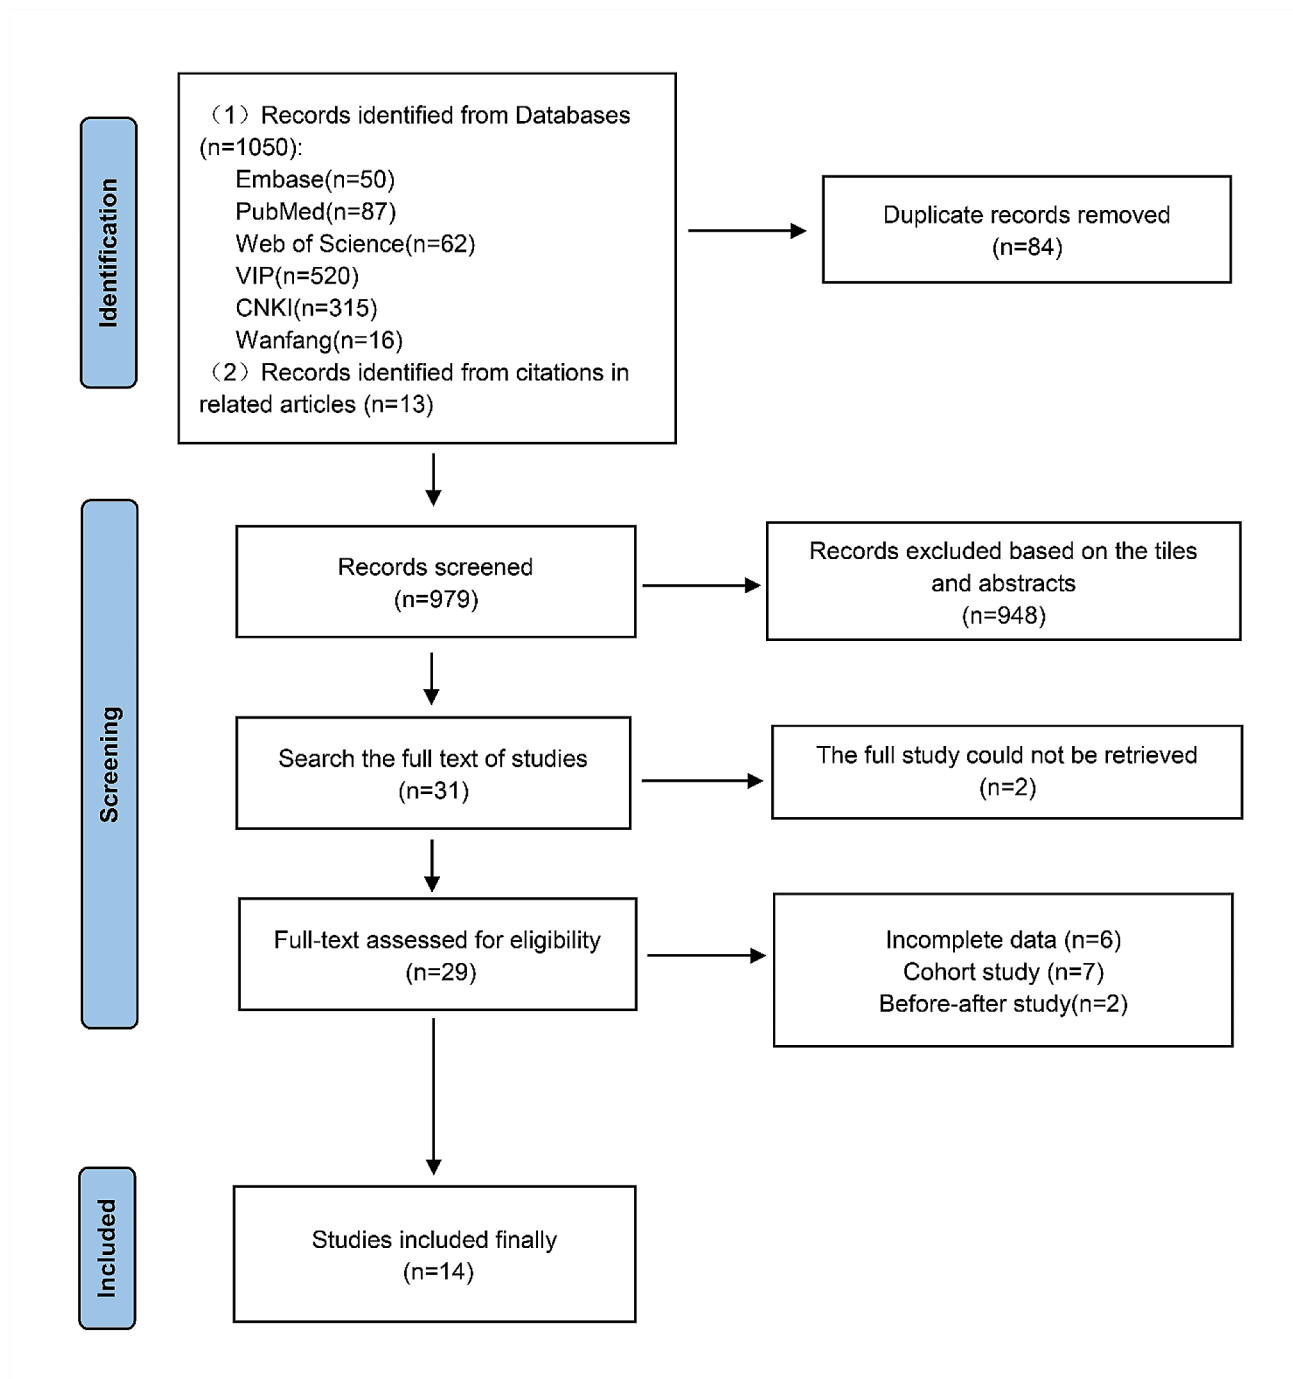 Identification
（1）Records identified from Databases
(n=1050):
Embase(n=50)
PubMed(n=87)
Web of Science(n=62)
VIP(n=520)
CNKI(n=315)
Wanfang(n=16)
（2）Records identified from citations in
related articles (n=13)
Duplicate records removed
(n=84)
Screening
Records screened
(n=979)
Records excluded based on the tiles
and abstracts
(n=948)
Search the full text of studies
(n=31)
The full study could not be retrieved
(n=2)
Full-text assessed for eligibility
(n=29)
Incomplete data (n=6)
Cohort study (n=7)
Before-after study(n=2)
Included
Studies included finally
(n=14)